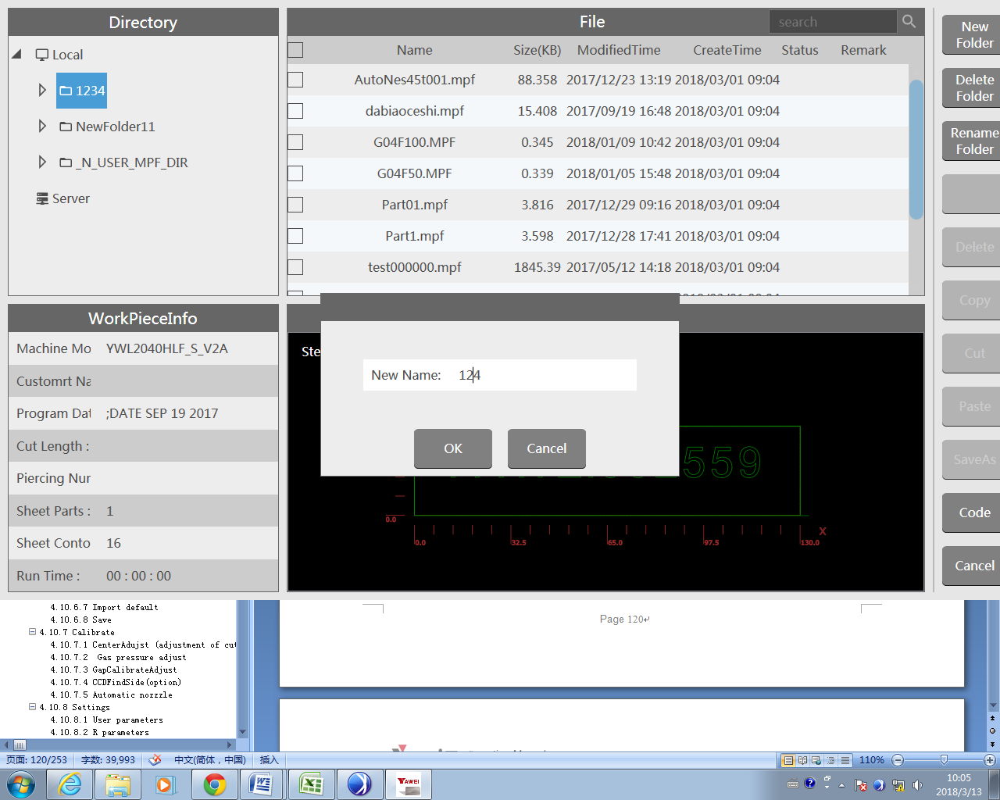 Directory
Local
1234
NewFolder11
_N_USER_MPF_DIR
Server
File
search
Name Size(KB) ModifiedTime CreateTime Status Remark
AutoNes45t001.mpf 88.358 2017/12/23 13:19 2018/03/01 09:04
dabiaoceshi.mpf 15.408 2017/09/19 16:48 2018/03/01 09:04
G04F100.MPF 0.345 2018/01/09 10:42 2018/03/01 09:04
G04F50.MPF 0.339 2018/01/05 15:48 2018/03/01 09:04
Part01.mpf 3.816 2017/12/29 09:16 2018/03/01 09:04
Part1.mpf 3.598 2017/12/28 17:41 2018/03/01 09:04
test000000.mpf 1845.39 2017/05/12 14:18 2018/03/01 09:04
New Folder
Delete Folder
Rename Folder
Delete
Copy
Cut
Paste
SaveAs
Code
Cancel
WorkPieceInfo
Machine Mo YWL2040HLF_S_V2A
Customrt Na
Program Dat ;DATE SEP 19 2017
Cut Length :
Piercing Nur
Sheet Parts : 1
Sheet Conto 16
Run Time : 00 : 00 : 00
Ste
New Name: 124
OK Cancel
559
0.0
0.0 32.5 65.0 97.5 130.0 X
4.10.6.7 Import default
4.10.6.8 Save
4.10.7 Calibrate
4.10.7.1 CenterAdujst (adjustment of cut
4.10.7.2 Gas pressure adjust
4.10.7.3 GapCalibrateAdjust
4.10.7.4 CCDFindSide(option)
4.10.7.5 Automatic nozzzle
4.10.8 Settings
4.10.8.1 User parameters
4.10.8.2 R parameters
Page 120
页面: 120/253 字数: 39,993 中文(简体，中国) 插入 110%
YAWEI
10:05
2018/3/13